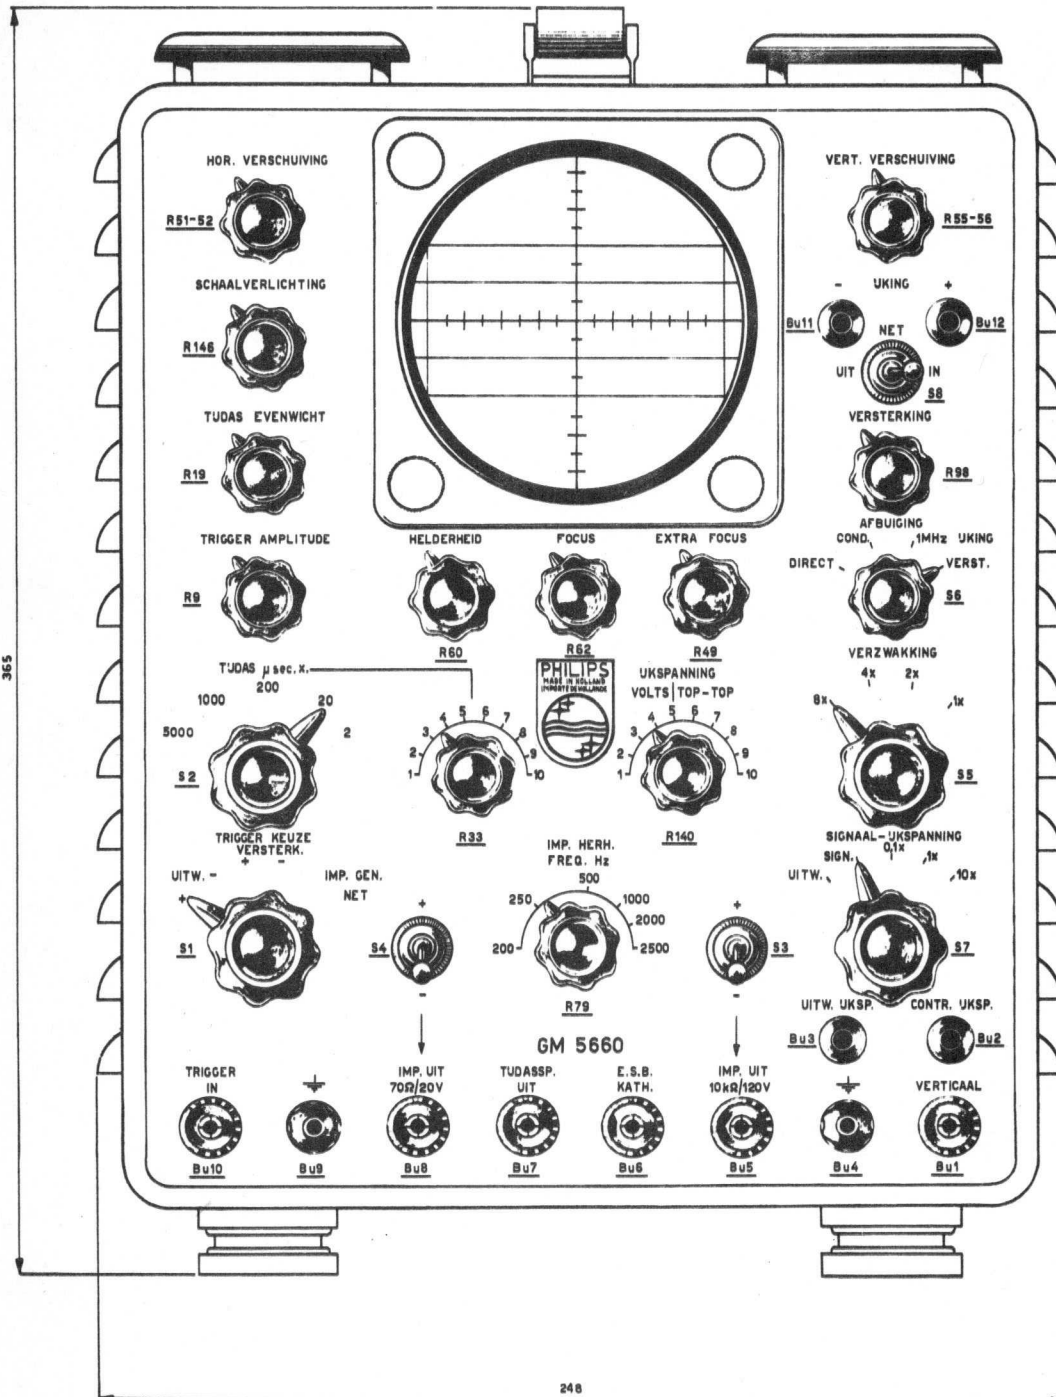 HOR. VERSCHUIVING
R51-52
SCHAALVERLICHTING
R146
TIJDAS EVENWICHT
R19
TRIGGER AMPLITUDE
R9
VERT. VERSCHUIVING
R55-56
- IJKING +
Bu11
Bu12
NET
UIT
IN
S8
VERSTERKING
R98
AFBUIGING
COND.
1MHz IJKING
DIRECT
VERST.
S6
HELDERHEID
R60
FOCUS
R62
EXTRA FOCUS
R49
TIJDAS µsec. x.
5000
1000
200
20
2
S2
1
2
3
4
5
6
7
8
9
10
R33
PHILIPS
MADE IN HOLLAND
IMPORTÉ DE HOLLANDE
IJKSPANNING
VOLTS TOP-TOP
1
2
3
4
5
6
7
8
9
10
R140
VERZWAKKING
8x
4x
2x
1x
S5
TRIGGER KEUZE
VERSTERK.
+ -
UITW. -
+
IMP. GEN.
NET
S1
+
S4
-
IMP. HERH.
FREQ. Hz
200
250
500
1000
2000
2500
R79
+
S3
-
SIGNAAL-IJKSPANNING
UITW.
SIGN.
0,1x
1x
10x
S7
UITW. IJKSP.
Bu3
CONTR. IJKSP.
Bu2
GM 5660
TRIGGER
IN
Bu10
Bu9
IMP. UIT
70Ω/20V
Bu8
TIJDASSP.
UIT
Bu7
E.S.B.
KATH.
Bu6
IMP. UIT
10kΩ/120V
Bu5
Bu4
VERTICAAL
Bu1
365
248